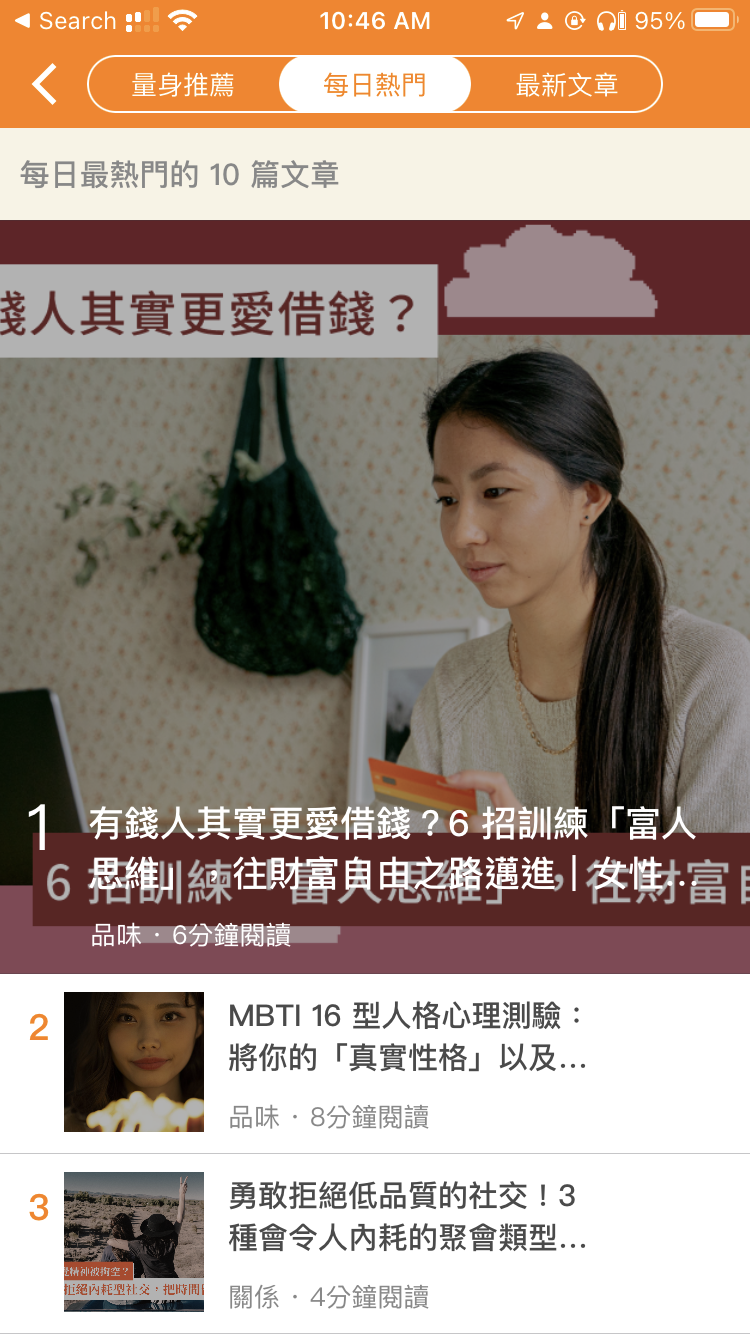 Search
10:46 AM
95%
量身推薦
每日熱門
最新文章
每日最熱門的 10 篇文章
錢人其實更愛借錢？
1
有錢人其實更愛借錢？6 招訓練「富人
思維」，往財富自由之路邁進 | 女性...
6 招訓練「富人思維」，往財富自
品味 · 6分鐘閱讀
2
MBTI 16 型人格心理測驗：
將你的「真實性格」以及...
品味 · 8分鐘閱讀
3
勇敢拒絕低品質的社交！3
種會令人內耗的聚會類型...
精神被掏空？
拒絕內耗型社交，把時間
關係 · 4分鐘閱讀